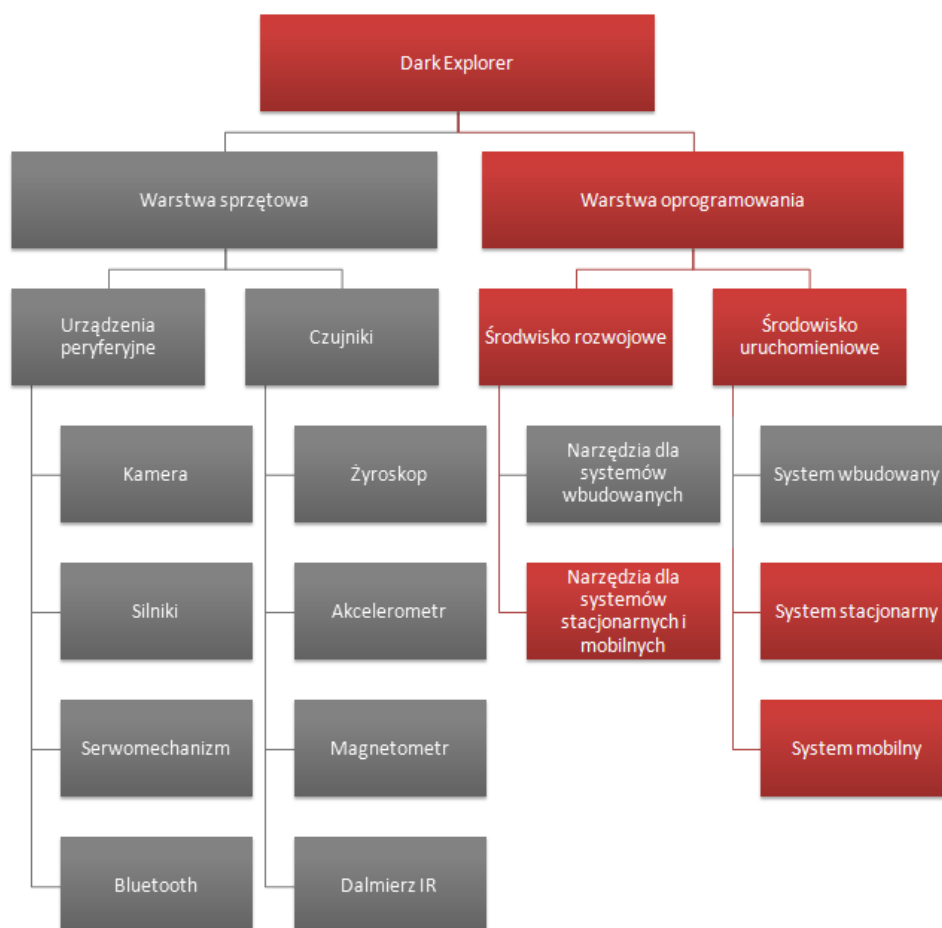 Dark Explorer
Warstwa sprzętowa
Warstwa oprogramowania
Urządzenia
peryferyjne
Czujniki
Środwisko rozwojowe
Środowisko
uruchomieniowe
Kamera
Żyroskop
Narzędzia dla
systemów
wbudowanych
System wbudowany
Silniki
Akcelerometr
Narzędzia dla
systemów
stacjonarnych i
mobilnych
System stacjonarny
Serwomechanizm
Magnetometr
System mobilny
Bluetooth
Dalmierz IR